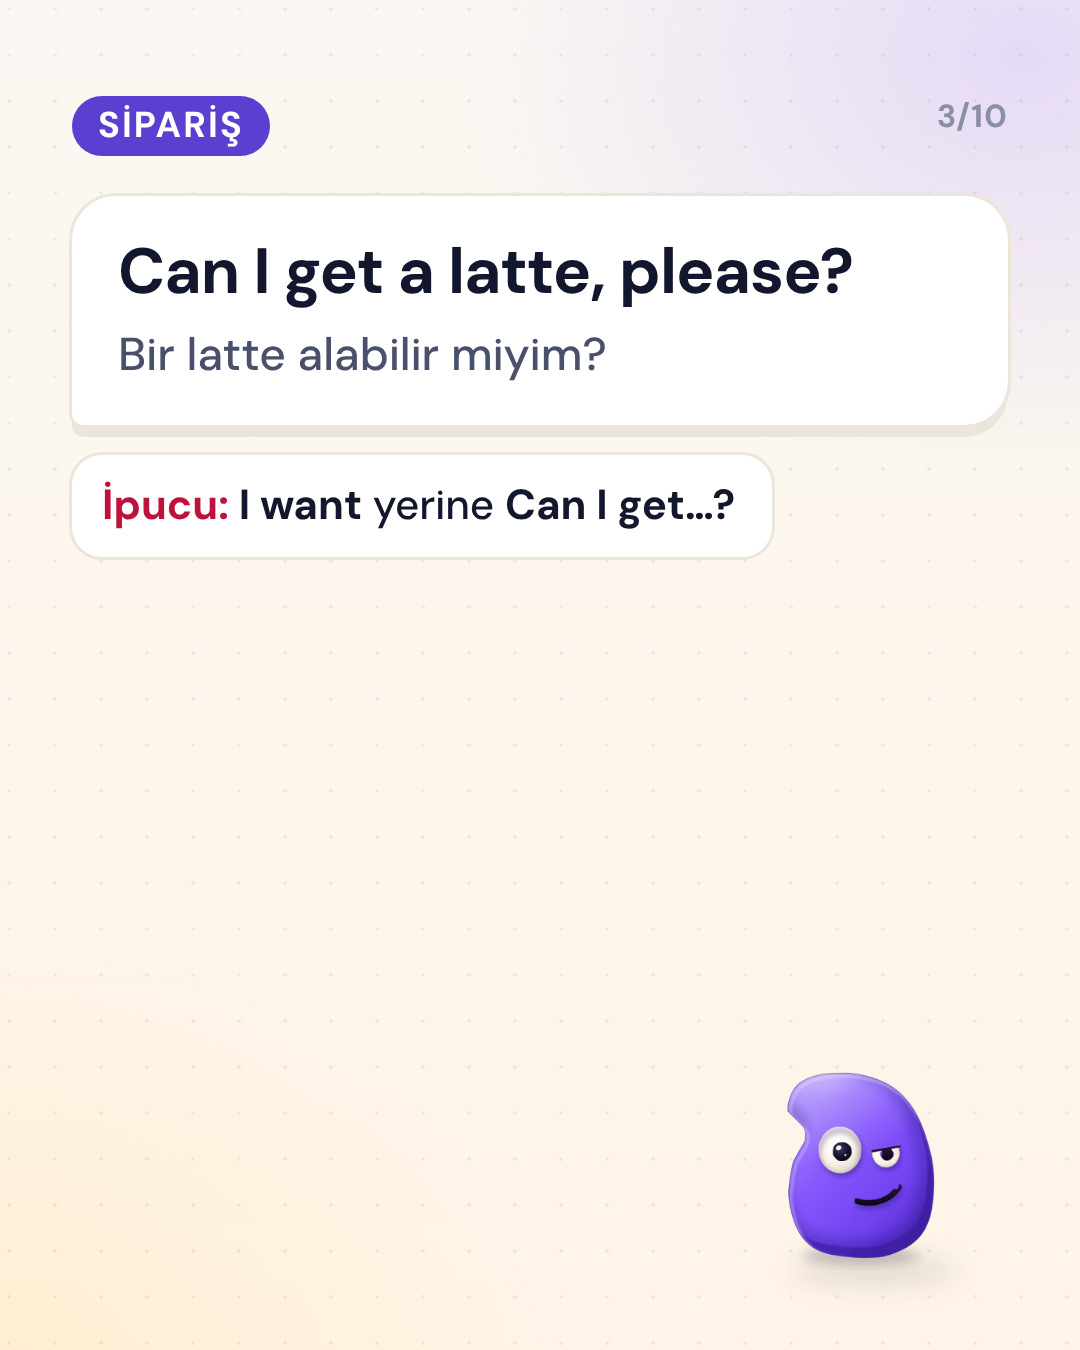 SİPARİŞ
3/10
Can I get a latte, please?
Bir latte alabilir miyim?
İpucu: I want yerine Can I get...?